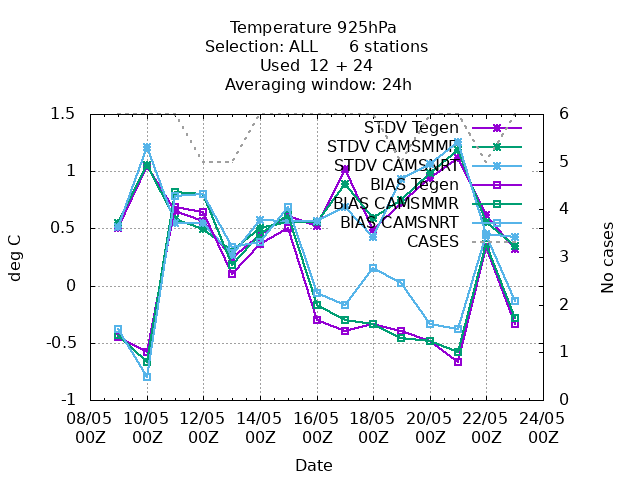 Temperature 925hPa
Selection: ALL 6 stations
Used 12 + 24
Averaging window: 24h
1.5
1
0.5
0
-0.5
-1
deg C
6
5
4
3
2
1
0
No cases
STDV Tegen
STDV CAMSMMR
STDV CAMSNRT
BIAS Tegen
BIAS CAMSMMR
BIAS CAMSNRT
CASES
08/05 10/05 12/05 14/05 16/05 18/05 20/05 22/05 24/05
00Z 00Z 00Z 00Z 00Z 00Z 00Z 00Z 00Z
Date